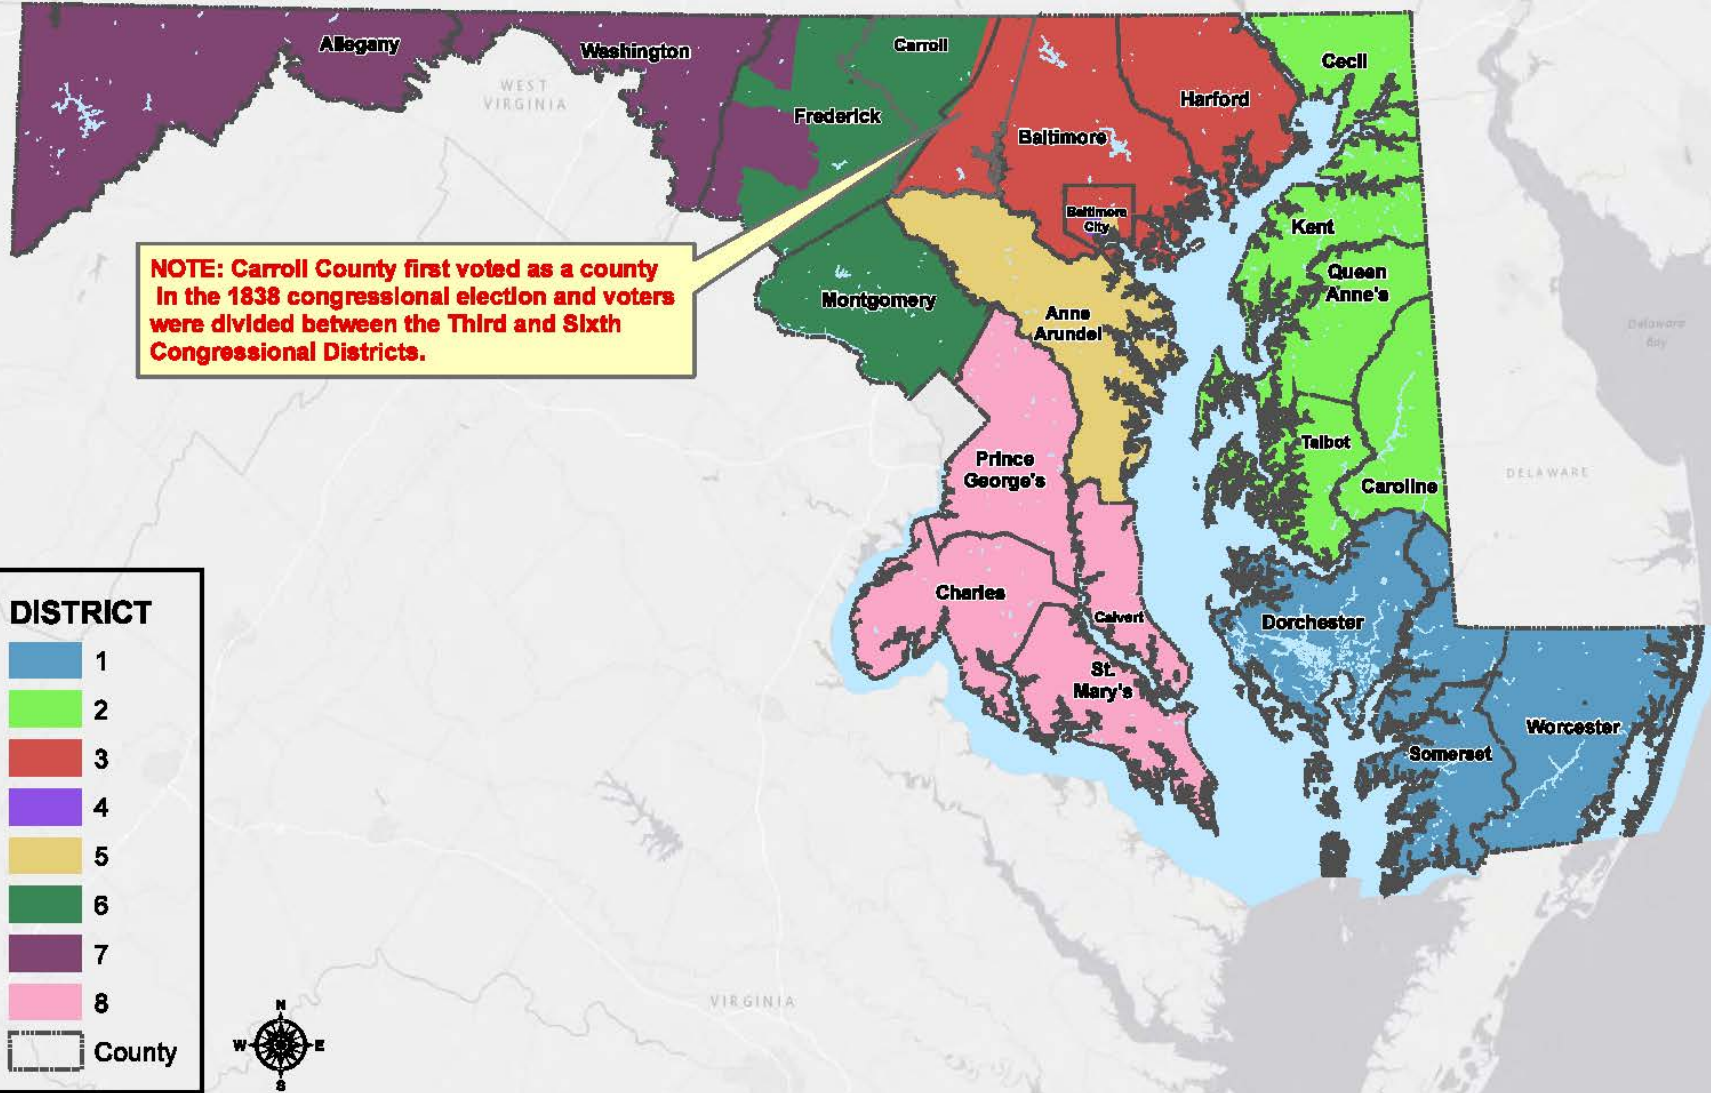 Allegany
Washington
Carroll
Cecil
WEST
VIRGINIA
Frederick
Harford
Baltimore
Baltimore
City
Kent
NOTE: Carroll County first voted as a county
in the 1838 congressional election and voters
were divided between the Third and Sixth
Congressional Districts.
Queen
Anne's
Montgomery
Anne
Arundel
Delaware
Bay
Talbot
Prince
George's
DELAWARE
Caroline
Charles
Calvert
Dorchester
St.
Mary's
Worcester
Somerset
DISTRICT
1
2
3
4
5
6
7
8
County
VIRGINIA
N
W
E
S